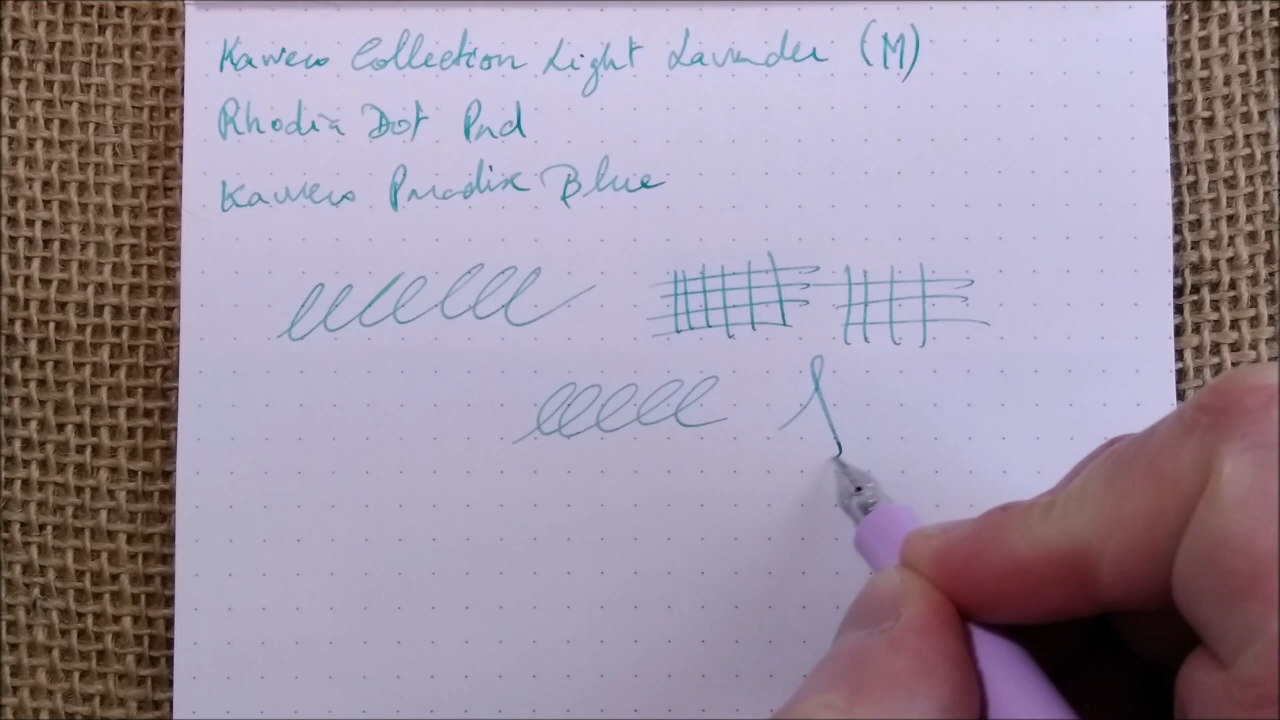 Kaweco Collection Light Lavender (M)
Rhodia Dot Pad
Kaweco Paradise Blue